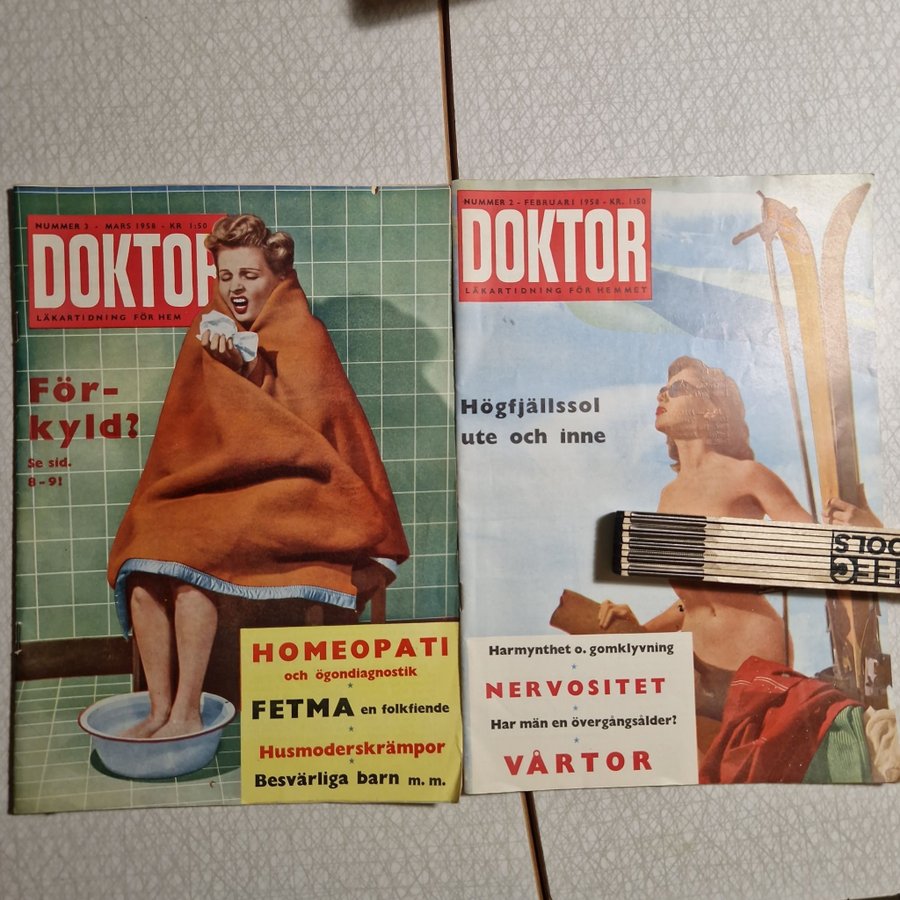 NUMMER 3 - MARS 1958 - KR 1:50
DOKTOR
LÄKARTIDNING FÖR HEM
För-
kyld?
Se sid.
8-9!
HOMEOPATI
och ögondiagnostik
FETMA en folkfiende
Husmoderskrämpor
Besvärliga barn m. m.
NUMMER 2 - FEBRUARI 1958 - KR. 1:50
DOKTOR
LÄKARTIDNING FÖR HEMMET
Högfjällssol
ute och inne
Harmynthet o. gomklyvning
NERVOSITET
Har män en övergångsålder?
VÅRTOR